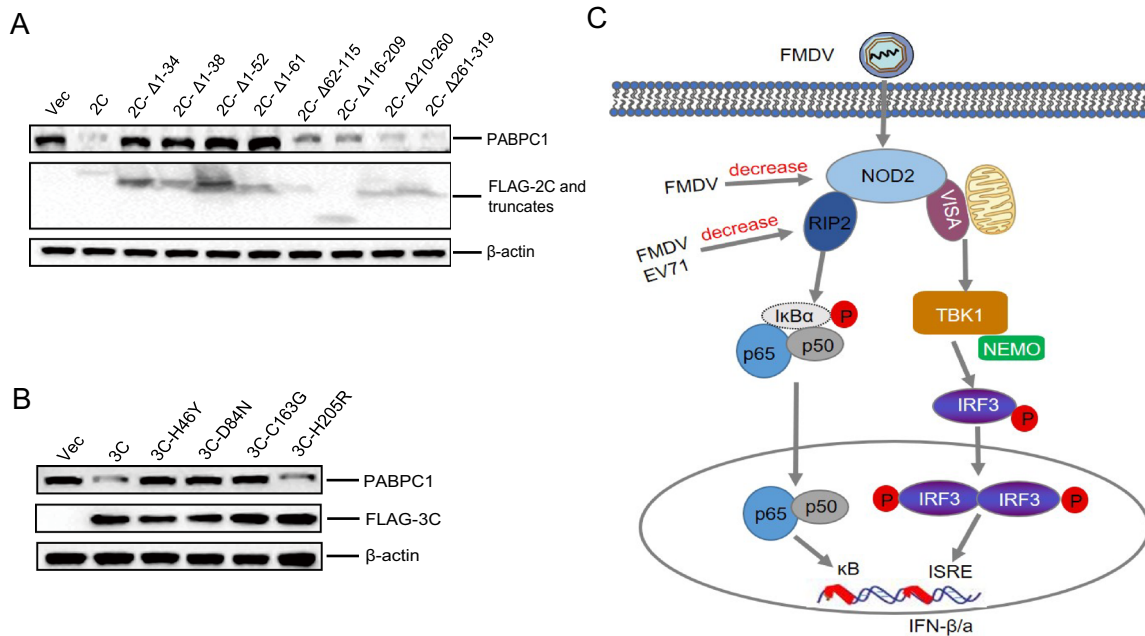 A
Vec
2C
2C-Δ1-34
2C-Δ1-38
2C-Δ1-52
2C-Δ1-61
2C-Δ62-115
2C-Δ116-209
2C-Δ210-260
2C-Δ261-319
PABPC1
FLAG-2C and
truncates
β-actin
B
Vec
3C
3C-H46Y
3C-D84N
3C-C163G
3C-H205R
PABPC1
FLAG-3C
β-actin
C
FMDV
FMDV
decrease
NOD2
VISA
RIP2
FMDV
EV71
decrease
IκBα
P
p65
p50
TBK1
NEMO
IRF3
P
p65
p50
P
IRF3
IRF3
P
κB
ISRE
IFN-β/a